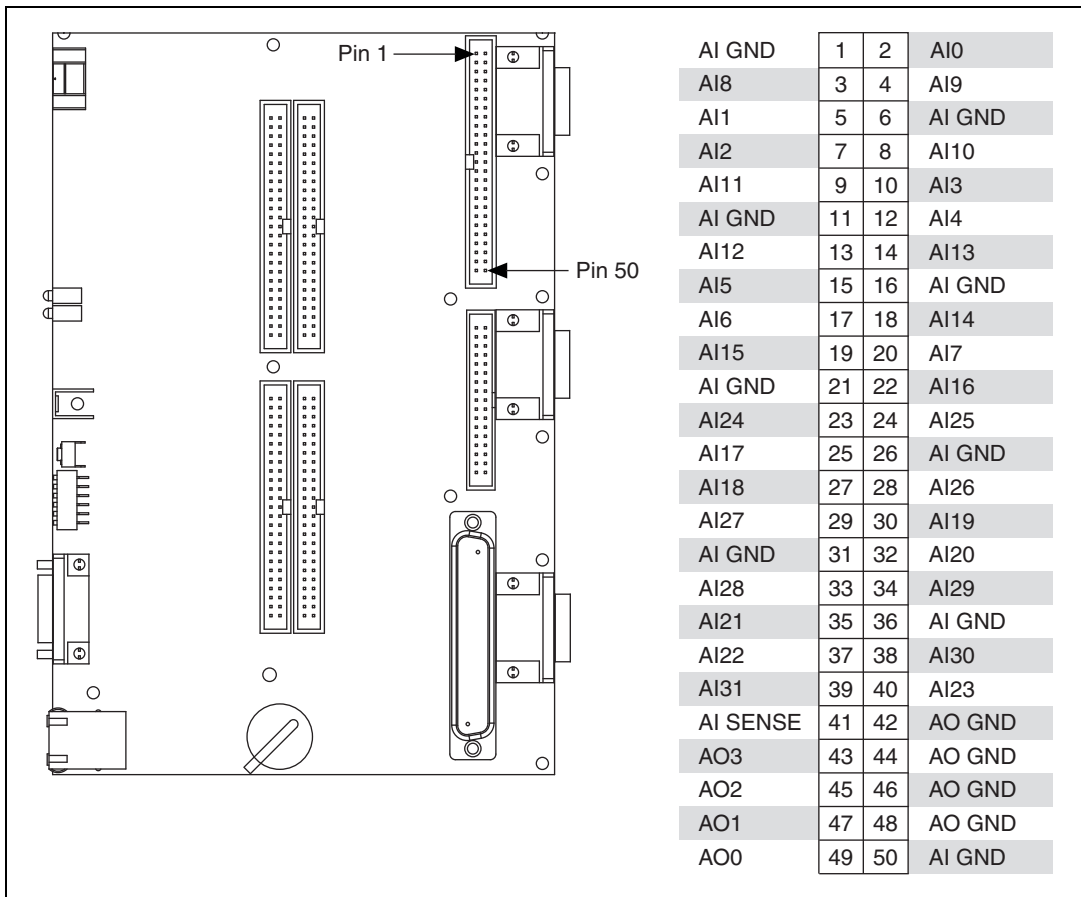 Pin 1
Pin 50
AI GND 1 2 AI0
AI8 3 4 AI9
AI1 5 6 AI GND
AI2 7 8 AI10
AI11 9 10 AI3
AI GND 11 12 AI4
AI12 13 14 AI13
AI5 15 16 AI GND
AI6 17 18 AI14
AI15 19 20 AI7
AI GND 21 22 AI16
AI24 23 24 AI25
AI17 25 26 AI GND
AI18 27 28 AI26
AI27 29 30 AI19
AI GND 31 32 AI20
AI28 33 34 AI29
AI21 35 36 AI GND
AI22 37 38 AI30
AI31 39 40 AI23
AI SENSE 41 42 AO GND
AO3 43 44 AO GND
AO2 45 46 AO GND
AO1 47 48 AO GND
AO0 49 50 AI GND